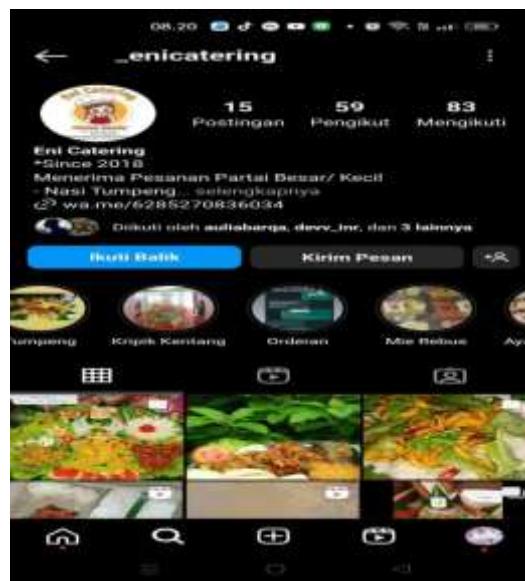 08.20
_enicatering
Eni Catering
15
59
83
Postingan
Pengikut
Mengikuti
Eni Catering
*Since 2018
Menerima Pesanan Partai Besar/ Kecil
- Nasi Tumpeng... selengkapnya
wa.me/6285270836034
Diikuti oleh auliabarqa, devv_inr, dan 3 lainnya
Ikuti Balik
Kirim Pesan
Kripik Kentang
Orderan
Mie Rebus